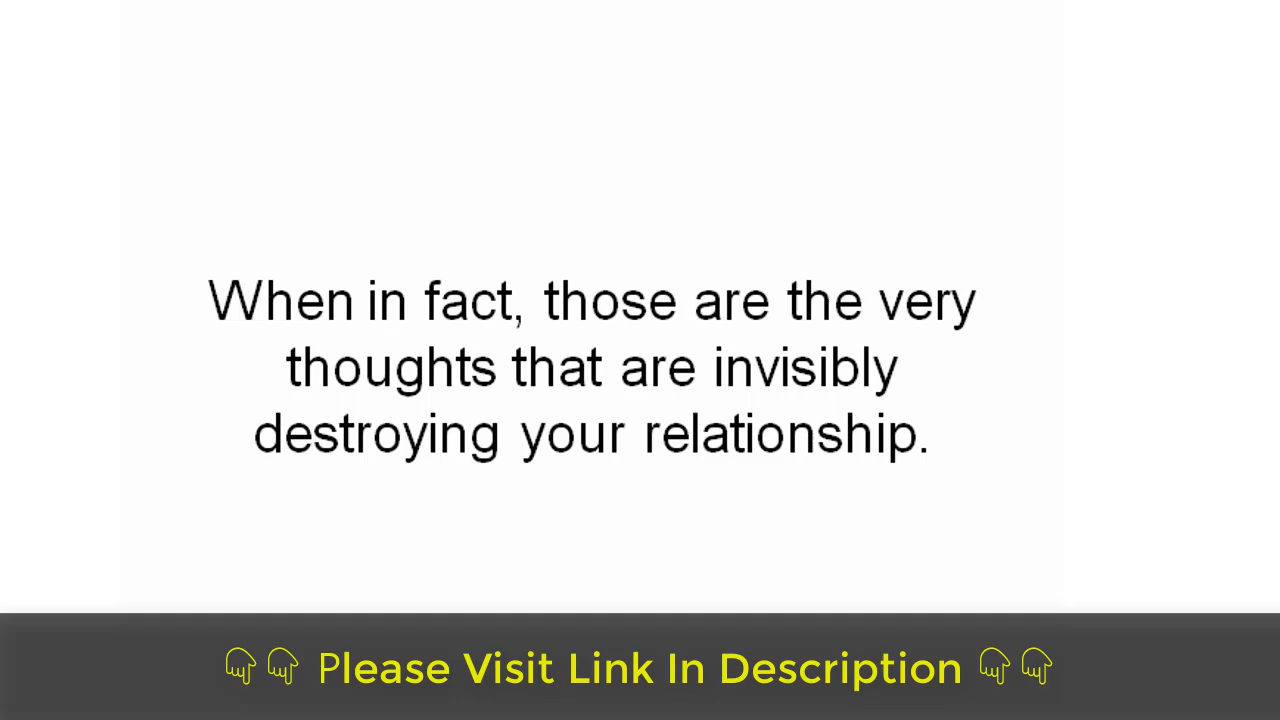 When in fact, those are the very
thoughts that are invisibly
destroying your relationship.
👇👇 Please Visit Link In Description 👇👇